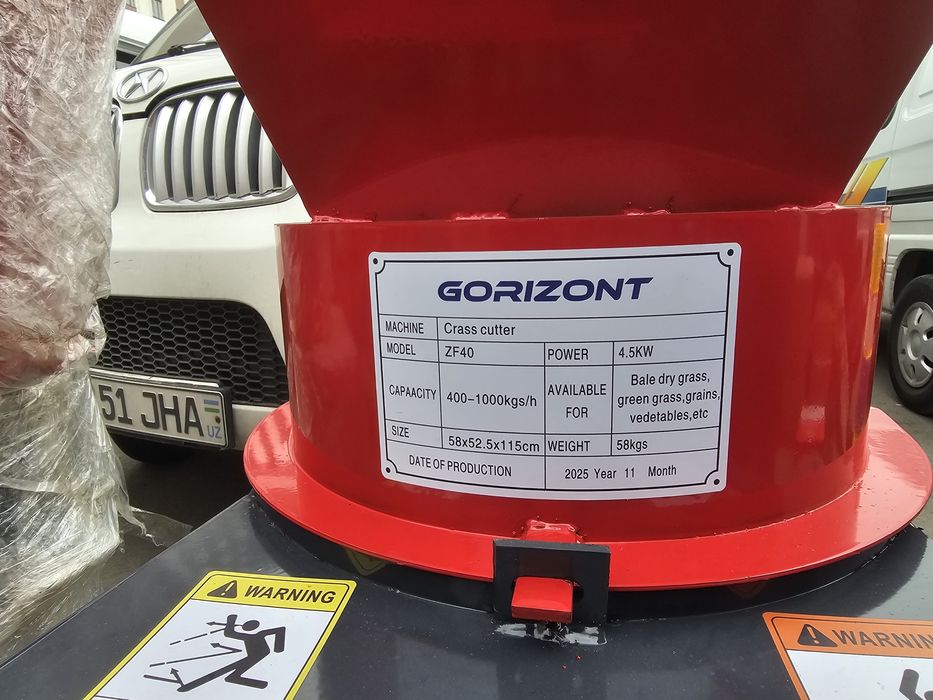 GORIZONT
MACHINE Crass cutter
MODEL ZF40 POWER 4.5KW
CAPAACITY 400-1000kgs/h AVAILABLE FOR Bale dry grass,
green grass,grains,
vedetables,etc
SIZE 58x52.5x115cm WEIGHT 58kgs
DATE OF PRODUCTION 2025 Year 11 Month
51 JHA
UZ
WARNING
WARNING